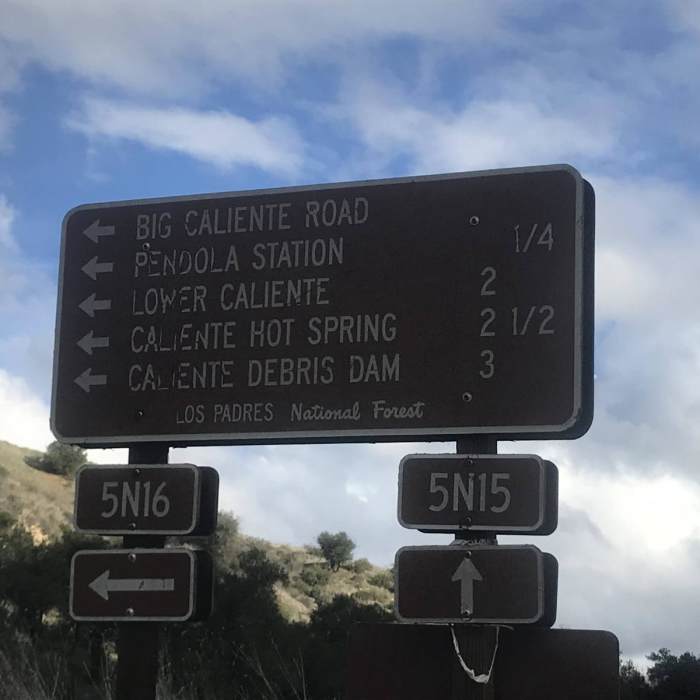 ← BIG CALIENTE ROAD
← PENDOLA STATION 1/4
← LOWER CALIENTE 2
← CALIENTE HOT SPRING 2 1/2
← CALIENTE DEBRIS DAM 3
LOS PADRES National Forest
5N16 5N15
← ↑